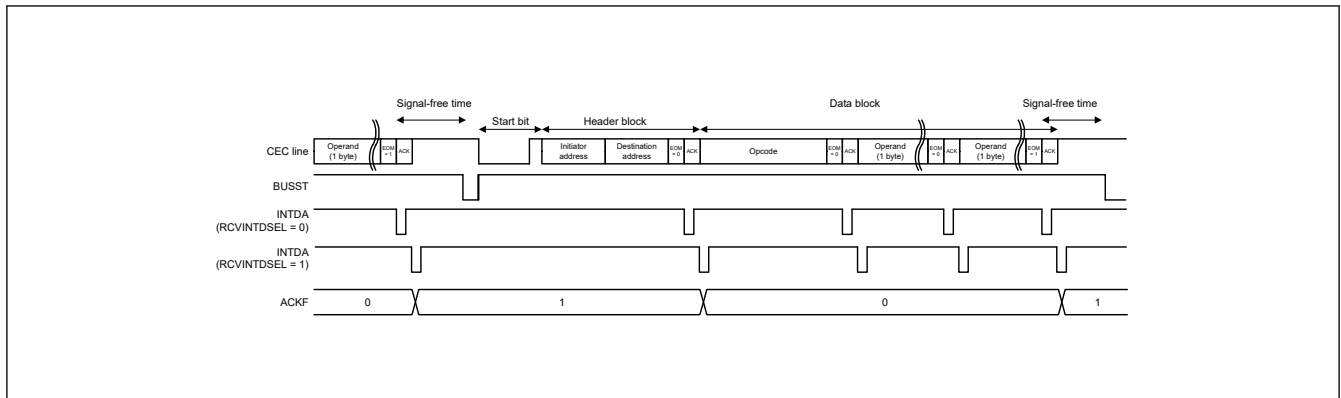 Signal-free time
Data block
Signal-free time
Start bit
Header block
CEC line
Operand
(1 byte)
EOM
= 1
ACK
Initiator
address
Destination
address
EOM
= 0
ACK
Opcode
EOM
= 0
ACK
Operand
(1 byte)
EOM
= 0
ACK
Operand
(1 byte)
EOM
= 1
ACK
BUSST
INTDA
(RCVINTDSEL = 0)
INTDA
(RCVINTDSEL = 1)
ACKF
0
1
0
1